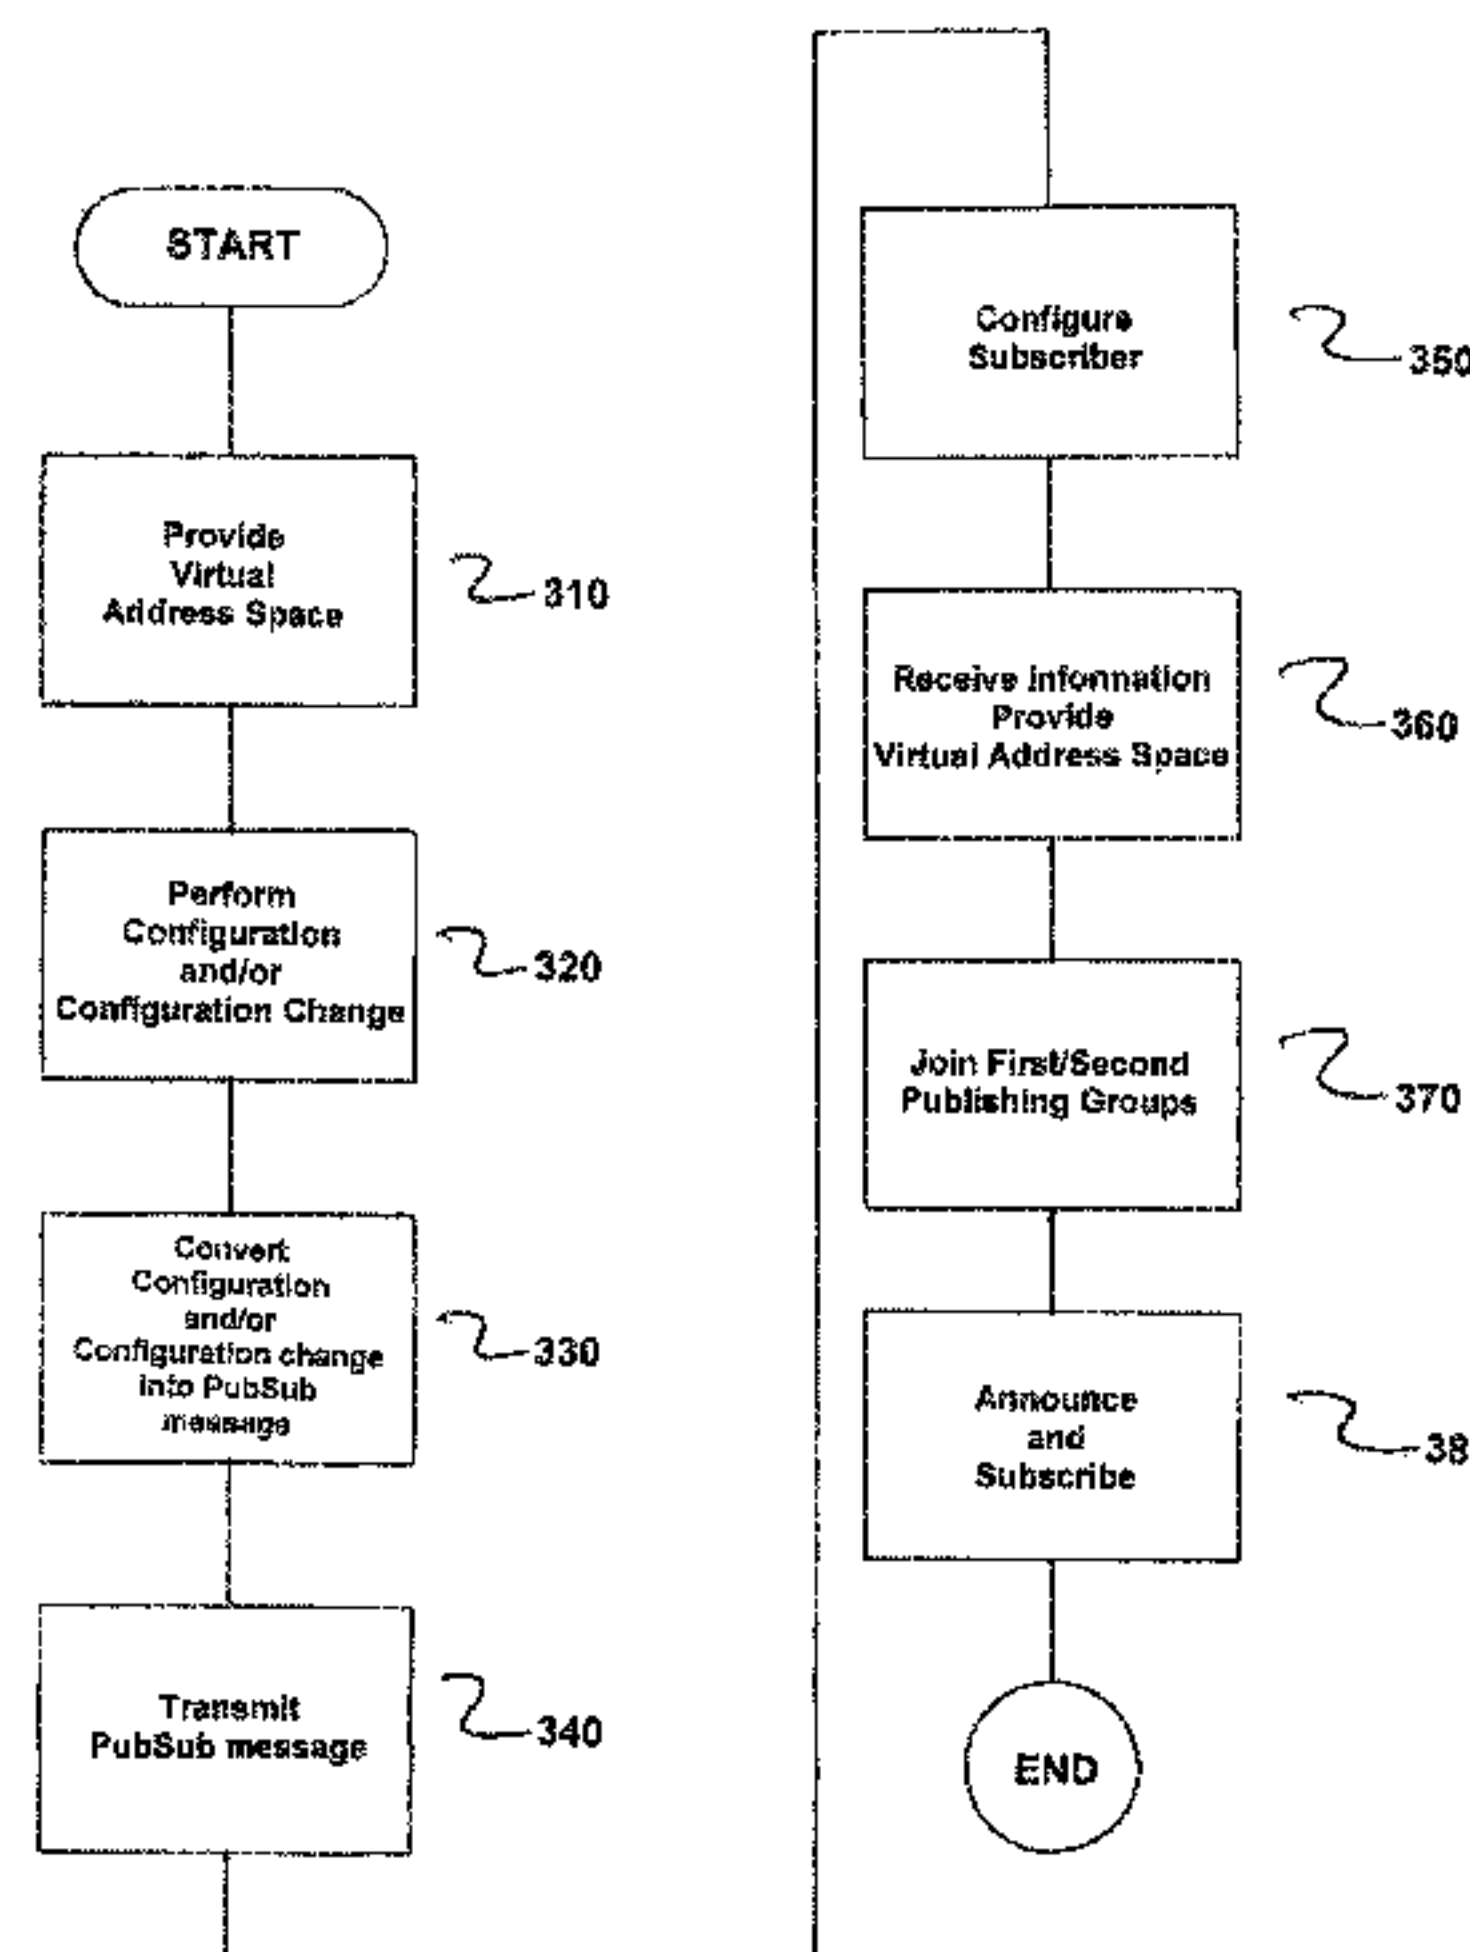 START
Provide
Virtual
Address Space
310
Perform
Configuration
and/or
Configuration Change
320
Convert
Configuration
and/or
Configuration change
into PubSub
message
330
Transmit
PubSub message
340
Configure
Subscriber
350
Receive Information
Provide
Virtual Address Space
360
Join First/Second
Publishing Groups
370
Announce
and
Subscribe
38
END